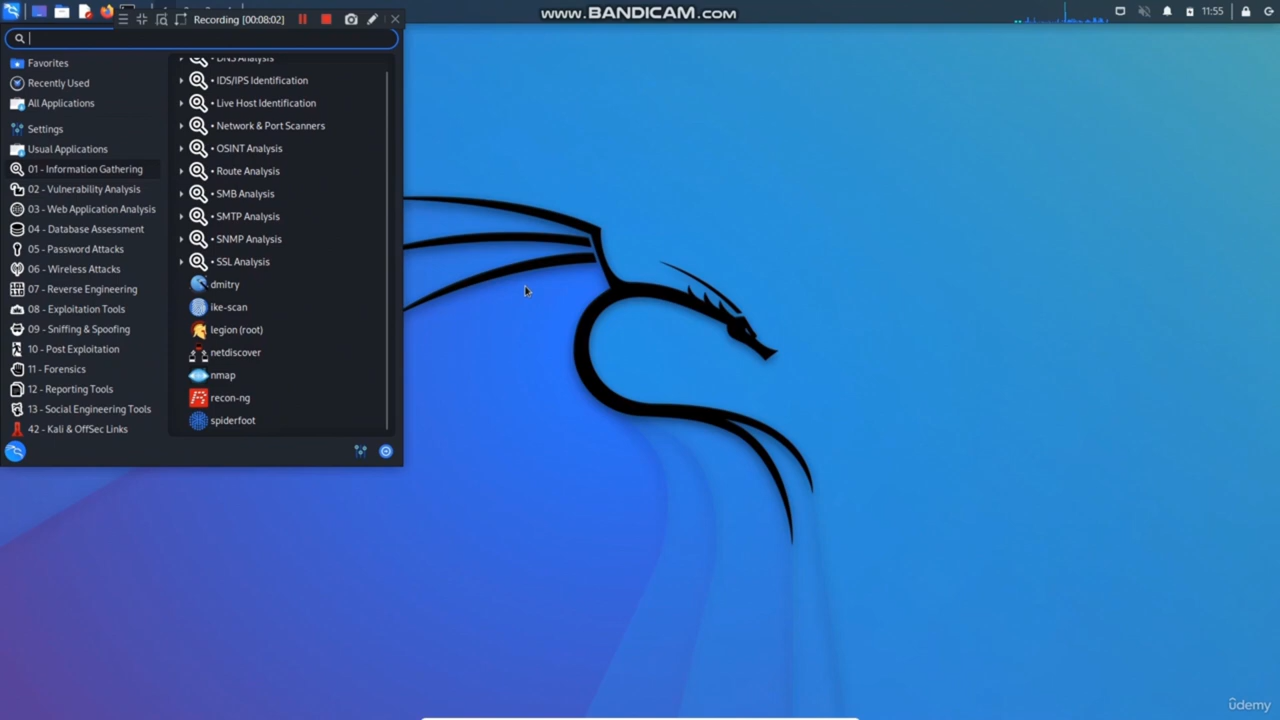 Recording [00:08:02]
www.BANDICAM.com
11:55
Favorites
Recently Used
All Applications
Settings
Usual Applications
01 - Information Gathering
02 - Vulnerability Analysis
03 - Web Application Analysis
04 - Database Assessment
05 - Password Attacks
06 - Wireless Attacks
07 - Reverse Engineering
08 - Exploitation Tools
09 - Sniffing & Spoofing
10 - Post Exploitation
11 - Forensics
12 - Reporting Tools
13 - Social Engineering Tools
42 - Kali & OffSec Links
• DNS Analysis
• IDS/IPS Identification
• Live Host Identification
• Network & Port Scanners
• OSINT Analysis
• Route Analysis
• SMB Analysis
• SMTP Analysis
• SNMP Analysis
• SSL Analysis
dmitry
ike-scan
legion (root)
netdiscover
nmap
recon-ng
spiderfoot
ûdemy